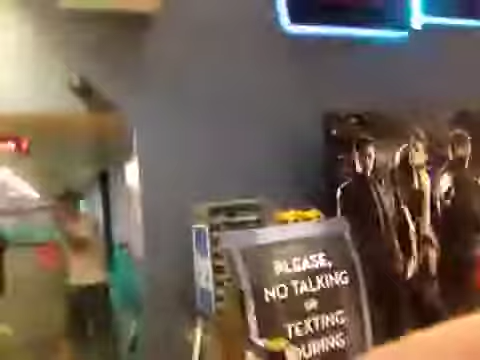 PLEASE,
NO TALKING
OR
TEXTING
DURING